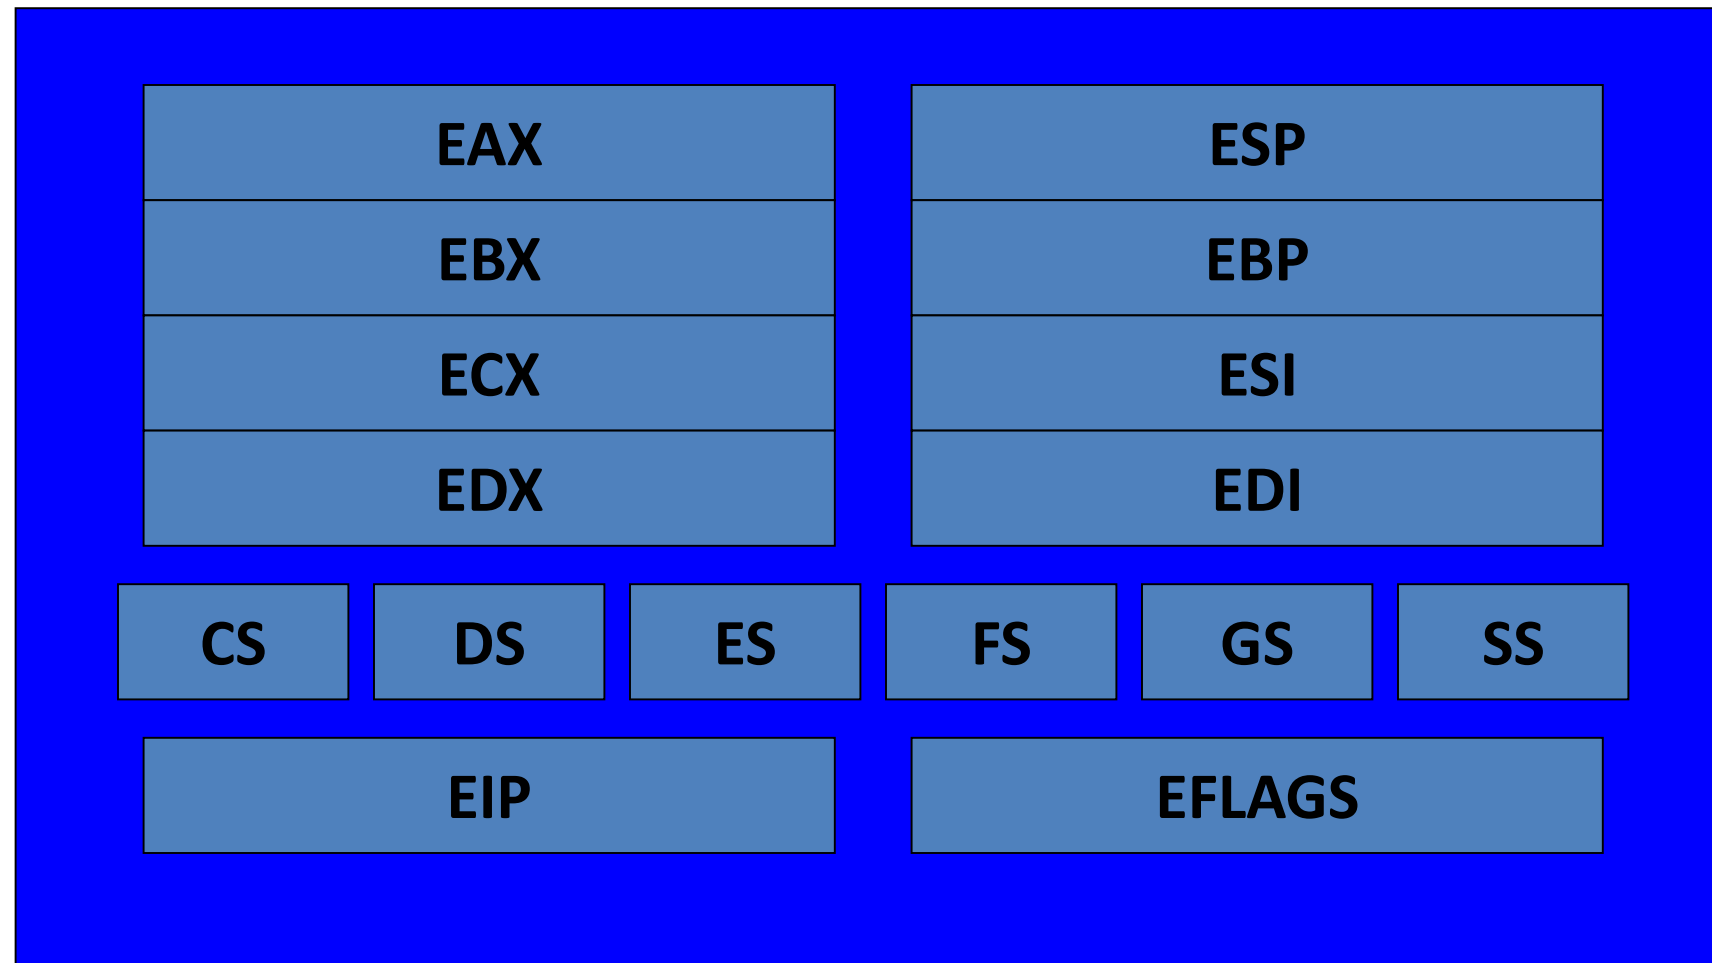 EAX ESP
EBX EBP
ECX ESI
EDX EDI
CS DS ES FS GS SS
EIP EFLAGS